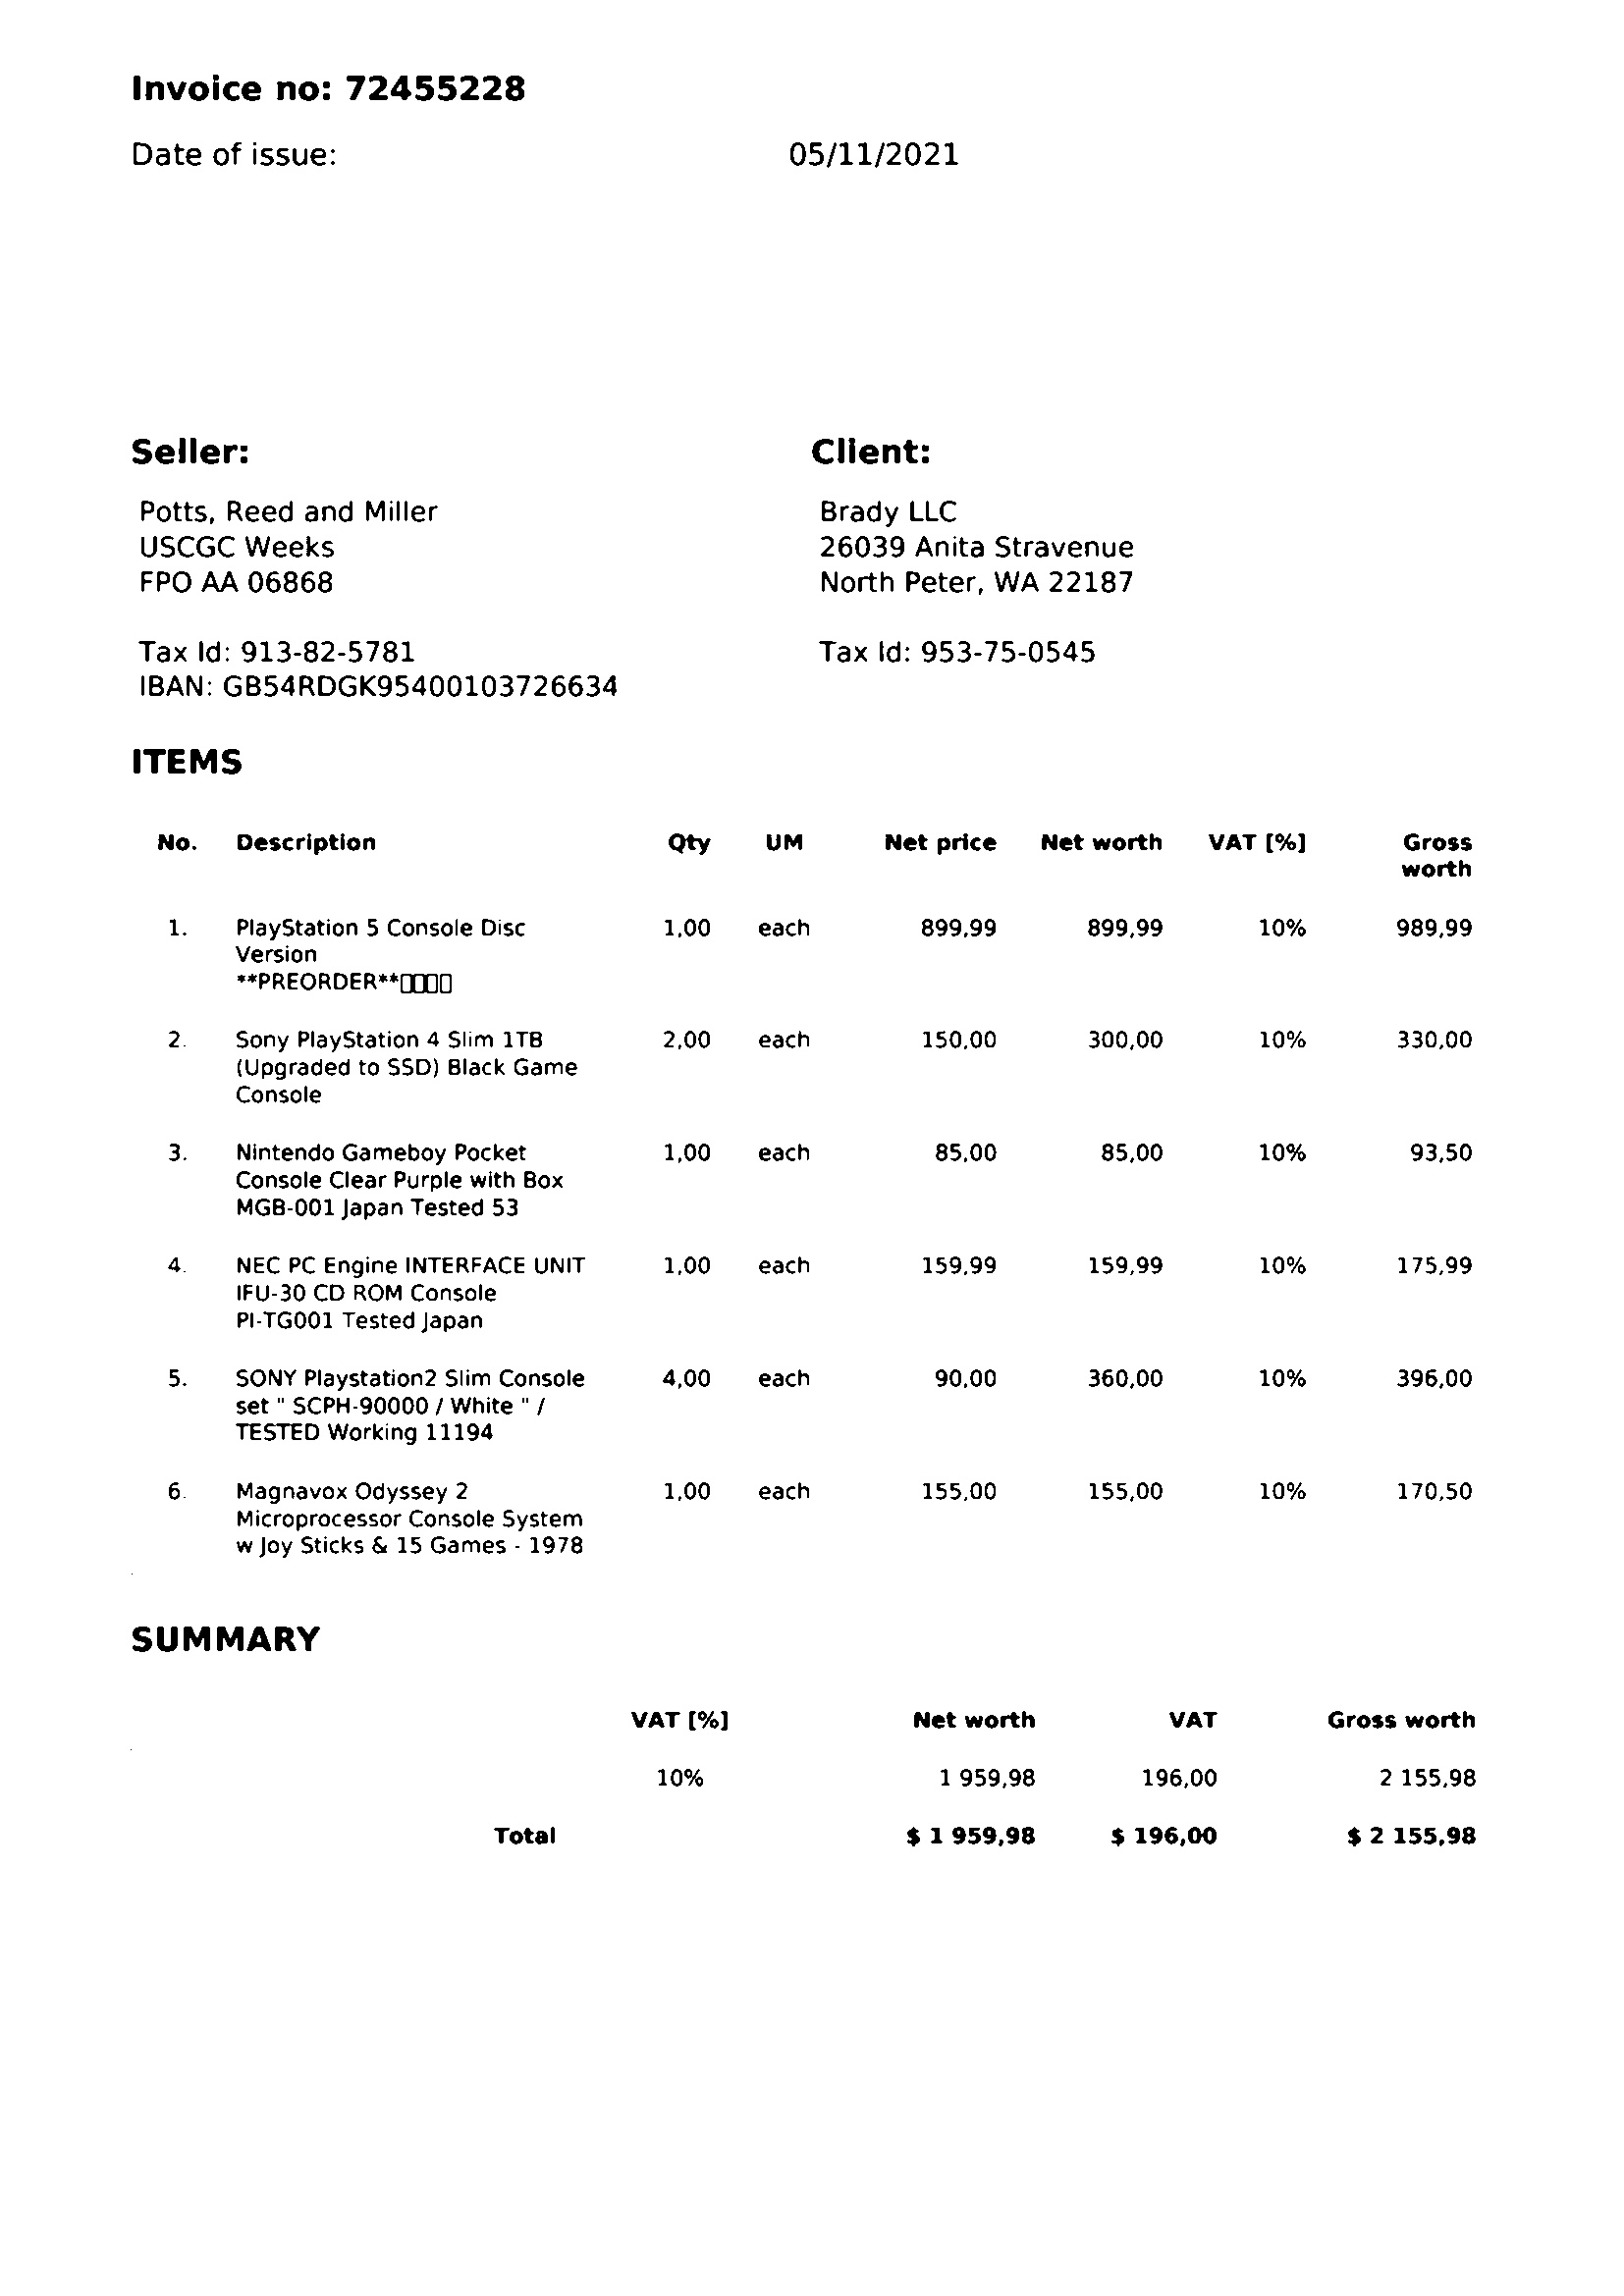 Invoice no: 72455228
Date of issue: 05/11/2021
Seller:
Potts, Reed and Miller
USCGC Weeks
FPO AA 06868
Tax Id: 913-82-5781
IBAN: GB54RDGK95400103726634
Client:
Brady LLC
26039 Anita Stravenue
North Peter, WA 22187
Tax Id: 953-75-0545
ITEMS
No. Description Qty UM Net price Net worth VAT [%] Gross
worth
1. PlayStation 5 Console Disc 1,00 each 899,99 899,99 10% 989,99
Version
**PREORDER**▯▯▯▯
2. Sony PlayStation 4 Slim 1TB 2,00 each 150,00 300,00 10% 330,00
(Upgraded to SSD) Black Game
Console
3. Nintendo Gameboy Pocket 1,00 each 85,00 85,00 10% 93,50
Console Clear Purple with Box
MGB-001 Japan Tested 53
4. NEC PC Engine INTERFACE UNIT 1,00 each 159,99 159,99 10% 175,99
IFU-30 CD ROM Console
PI-TG001 Tested Japan
5. SONY Playstation2 Slim Console 4,00 each 90,00 360,00 10% 396,00
set " SCPH-90000 / White " /
TESTED Working 11194
6. Magnavox Odyssey 2 1,00 each 155,00 155,00 10% 170,50
Microprocessor Console System
w Joy Sticks & 15 Games - 1978
SUMMARY
VAT [%] Net worth VAT Gross worth
10% 1 959,98 196,00 2 155,98
Total $ 1 959,98 $ 196,00 $ 2 155,98